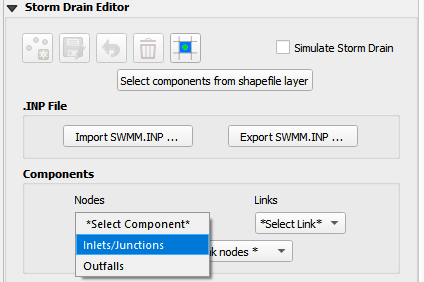 Storm Drain Editor
Simulate Storm Drain
Select components from shapefile layer
.INP File
Import SWMM.INP ...
Export SWMM.INP ...
Components
Nodes
Links
*Select Component*
*Select Link*
Inlets/Junctions
nodes *
Outfalls